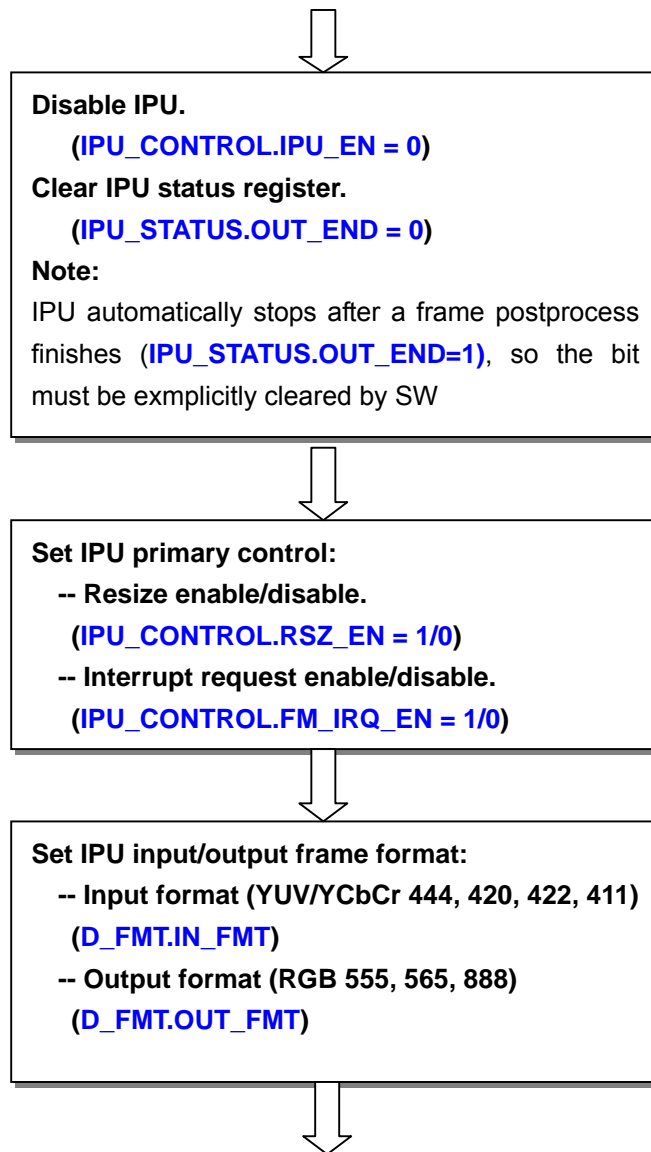 Disable IPU.
(IPU_CONTROL.IPU_EN = 0)
Clear IPU status register.
(IPU_STATUS.OUT_END = 0)
Note:
IPU automatically stops after a frame postprocess
finishes (IPU_STATUS.OUT_END=1), so the bit
must be exmplicitly cleared by SW
Set IPU primary control:
-- Resize enable/disable.
(IPU_CONTROL.RSZ_EN = 1/0)
-- Interrupt request enable/disable.
(IPU_CONTROL.FM_IRQ_EN = 1/0)
Set IPU input/output frame format:
-- Input format (YUV/YCbCr 444, 420, 422, 411)
(D_FMT.IN_FMT)
-- Output format (RGB 555, 565, 888)
(D_FMT.OUT_FMT)